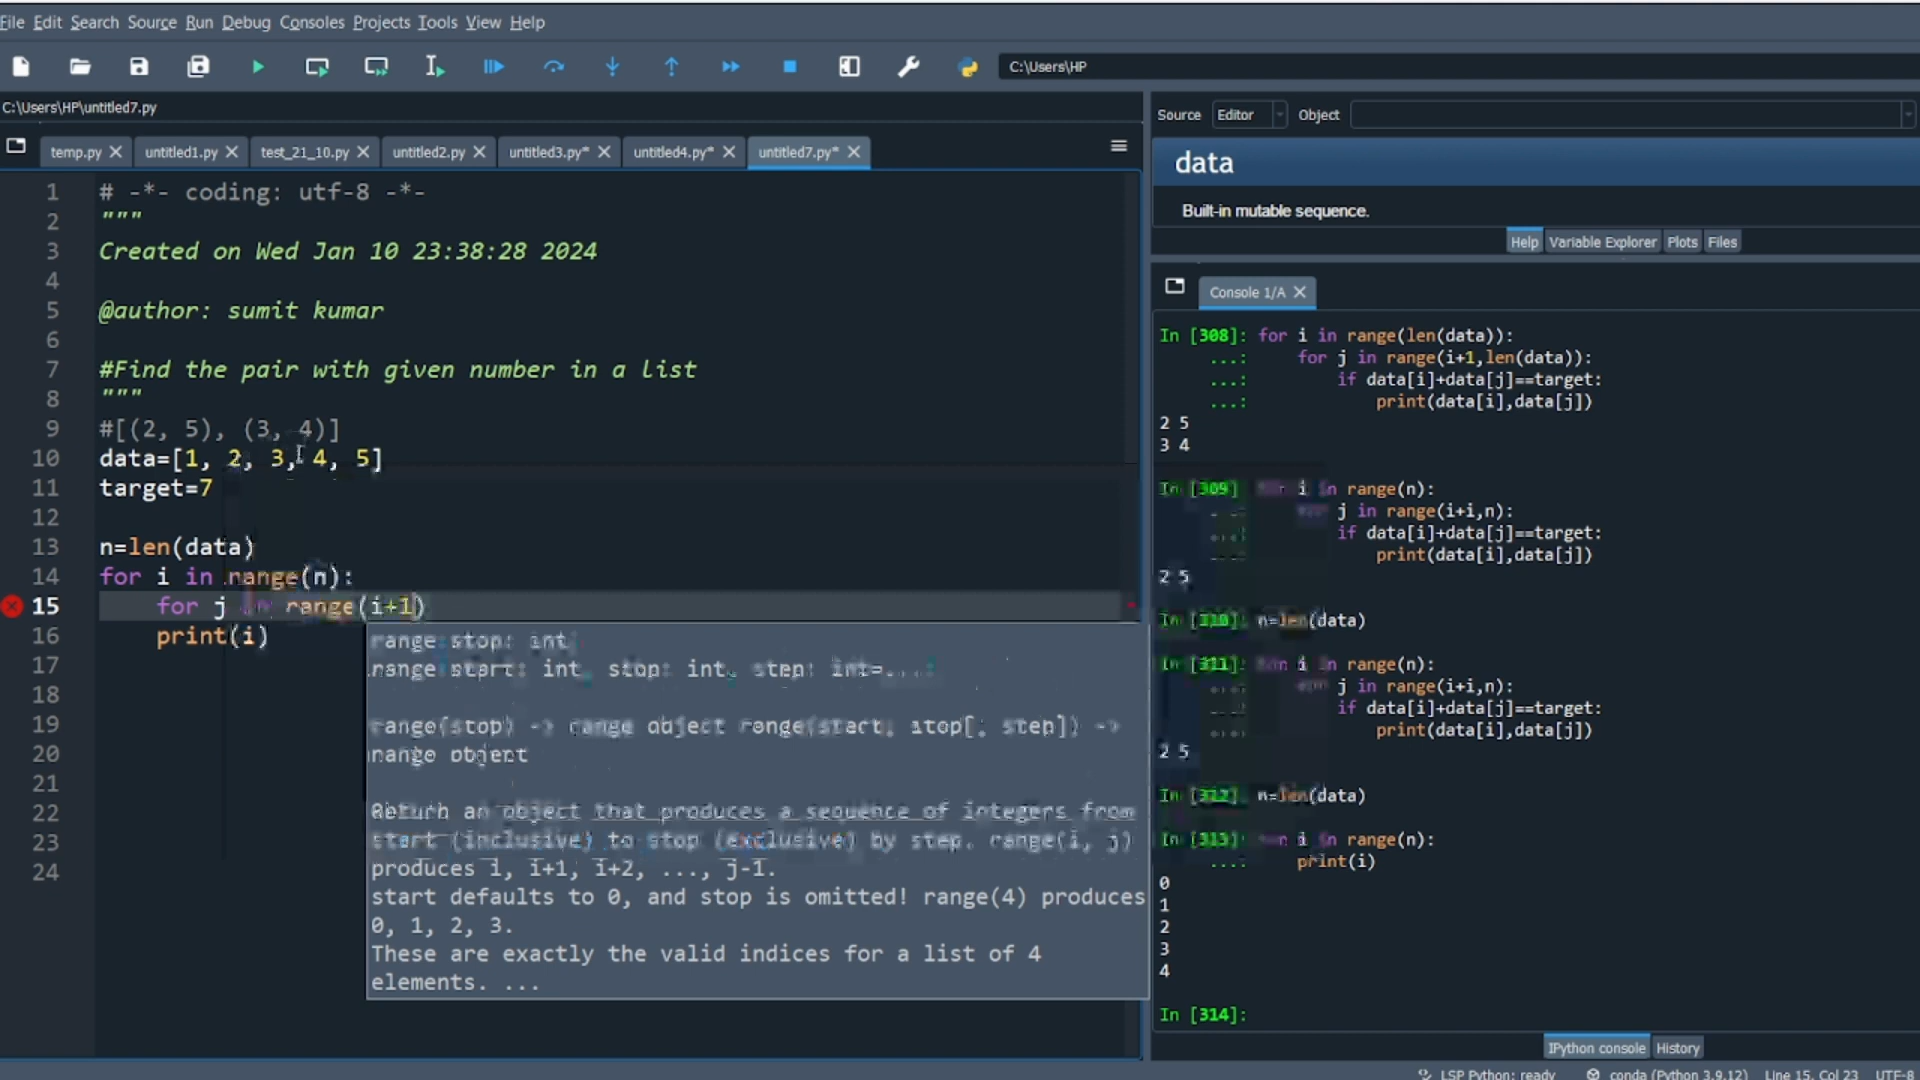 File Edit Search Source Run Debug Consoles Projects Tools View Help
C:\Users\HP
C:\Users\HP\untitled7.py
temp.py untitled1.py test_21_10.py untitled2.py untitled3.py* untitled4.py* untitled7.py*
1 # -*- coding: utf-8 -*-
2 """
3 Created on Wed Jan 10 23:38:28 2024
4
5 @author: sumit kumar
6
7 #Find the pair with given number in a list
8 """
9 #[(2, 5), (3, 4)]
10 data=[1, 2, 3, 4, 5]
11 target=7
12
13 n=len(data)
14 for i in range(n):
15 for j in range(i+1)
16 print(i)
17
18
19
20
21
22
23
24
range stop: int
range start: int, stop: int, step: int=...
range(stop) -> range object range(start, stop[, step]) ->
range object
Return an object that produces a sequence of integers from
start (inclusive) to stop (exclusive) by step. range(i, j)
produces i, i+1, i+2, ..., j-1.
start defaults to 0, and stop is omitted! range(4) produces
0, 1, 2, 3.
These are exactly the valid indices for a list of 4
elements. ...
Source Editor Object
data
Built-in mutable sequence.
Help Variable Explorer Plots Files
Console 1/A
In [308]: for i in range(len(data)):
...: for j in range(i+1,len(data)):
...: if data[i]+data[j]==target:
...: print(data[i],data[j])
2 5
3 4
In [309] for i in range(n):
j in range(i+i,n):
if data[i]+data[j]==target:
print(data[i],data[j])
2 5
In [310] n=len(data)
In [311]: for i in range(n):
j in range(i+i,n):
if data[i]+data[j]==target:
print(data[i],data[j])
2 5
In [312] n=len(data)
In [313]: for i in range(n):
...: print(i)
0
1
2
3
4
In [314]:
IPython console History
LSP Python: ready conda (Python 3.9.12) Line 15, Col 23 UTF-8